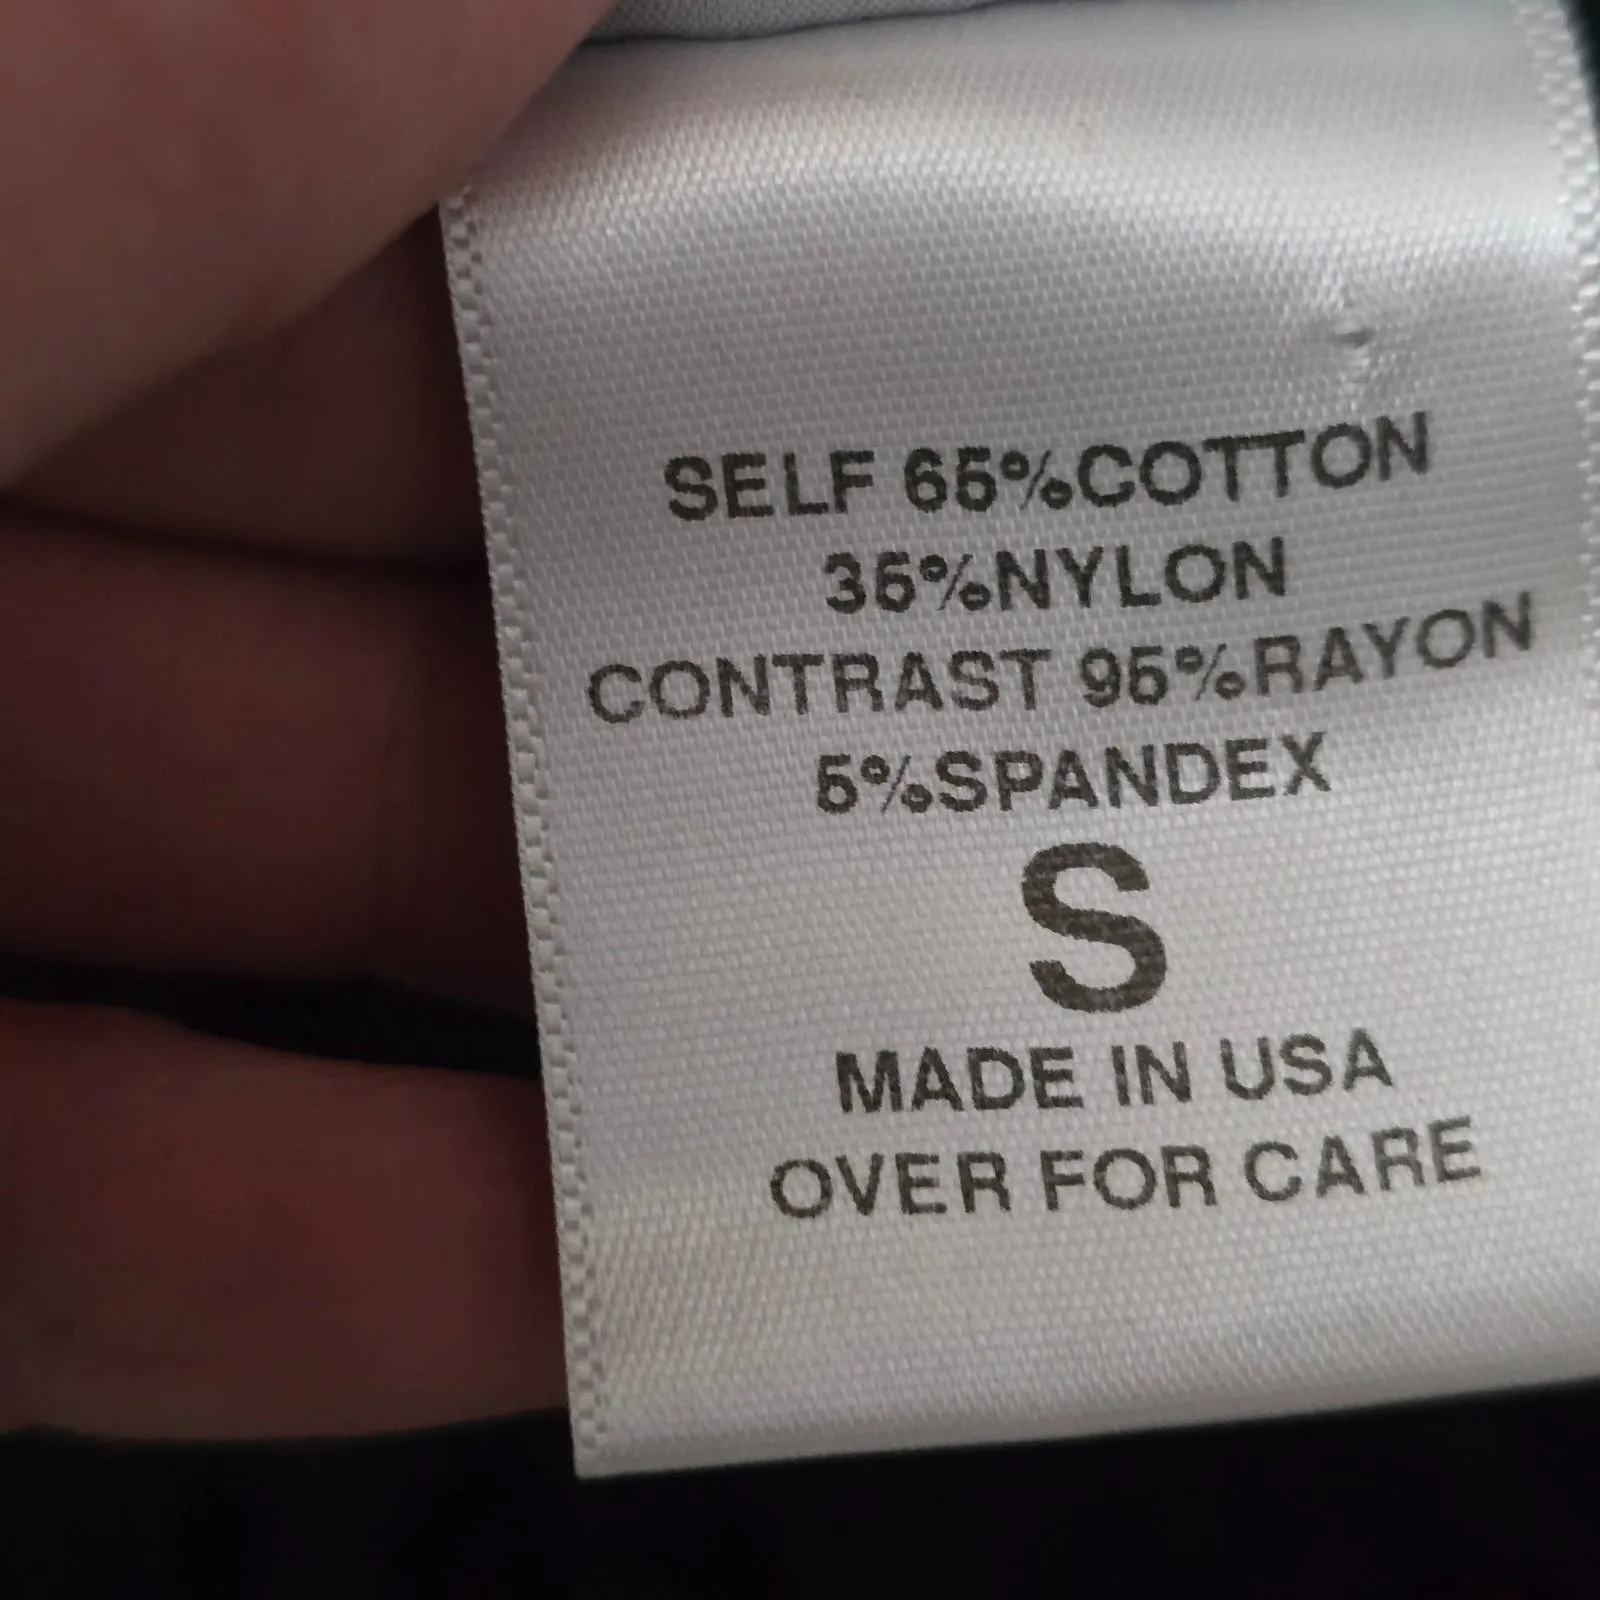 SELF 65%COTTON
35%NYLON
CONTRAST 95%RAYON
5%SPANDEX
S
MADE IN USA
OVER FOR CARE